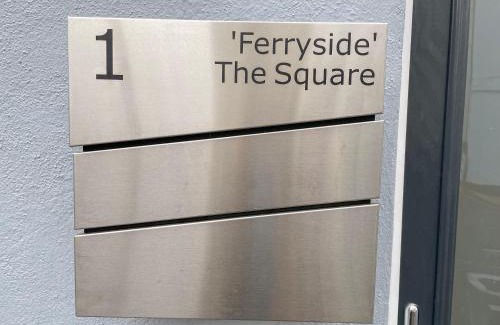 1 'Ferryside'
The Square